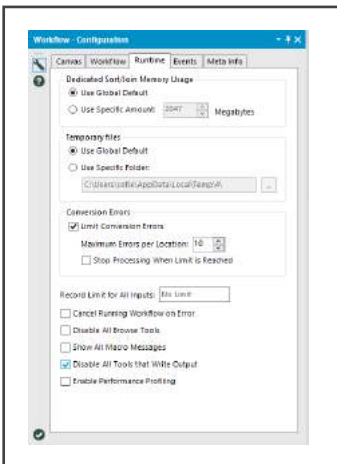 Workflow - Configuration
Canvas Workflow Runtime Events Meta Info
Dedicated Sort/Join Memory Usage
Use Global Default
Use Specific Amount: 2047 Megabytes
Temporary files
Use Global Default
Use Specific Folder:
...
Conversion Errors
Limit Conversion Errors
Maximum Errors per Location: 10
Stop Processing When Limit is Reached
Record Limit for All Inputs: No Limit
Cancel Running Workflow on Error
Disable All Browse Tools
Show All Macro Messages
Disable All Tools that Write Output
Enable Performance Profiling